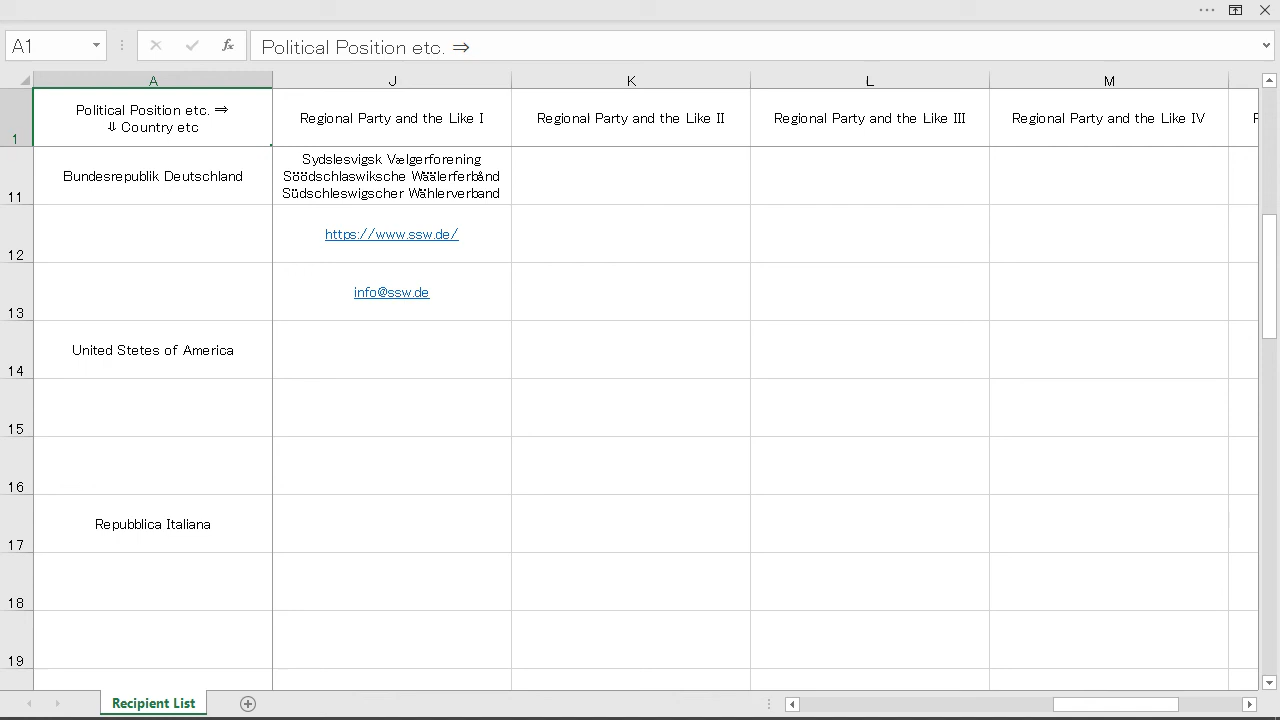 A1
fx
Political Position etc. ⇒
A J K L M
Political Position etc. ⇒
⇓ Country etc
Regional Party and the Like I
Regional Party and the Like II
Regional Party and the Like III
Regional Party and the Like IV
1
Bundesrepublik Deutschland
Sydslesvigsk Vælgerforening
Söödschlaswiksche Wäälerferbånd
Südschleswigscher Wählerverband
11
https://www.ssw.de/
12
info@ssw.de
13
United Stetes of America
14
15
16
Repubblica Italiana
17
18
19
Recipient List